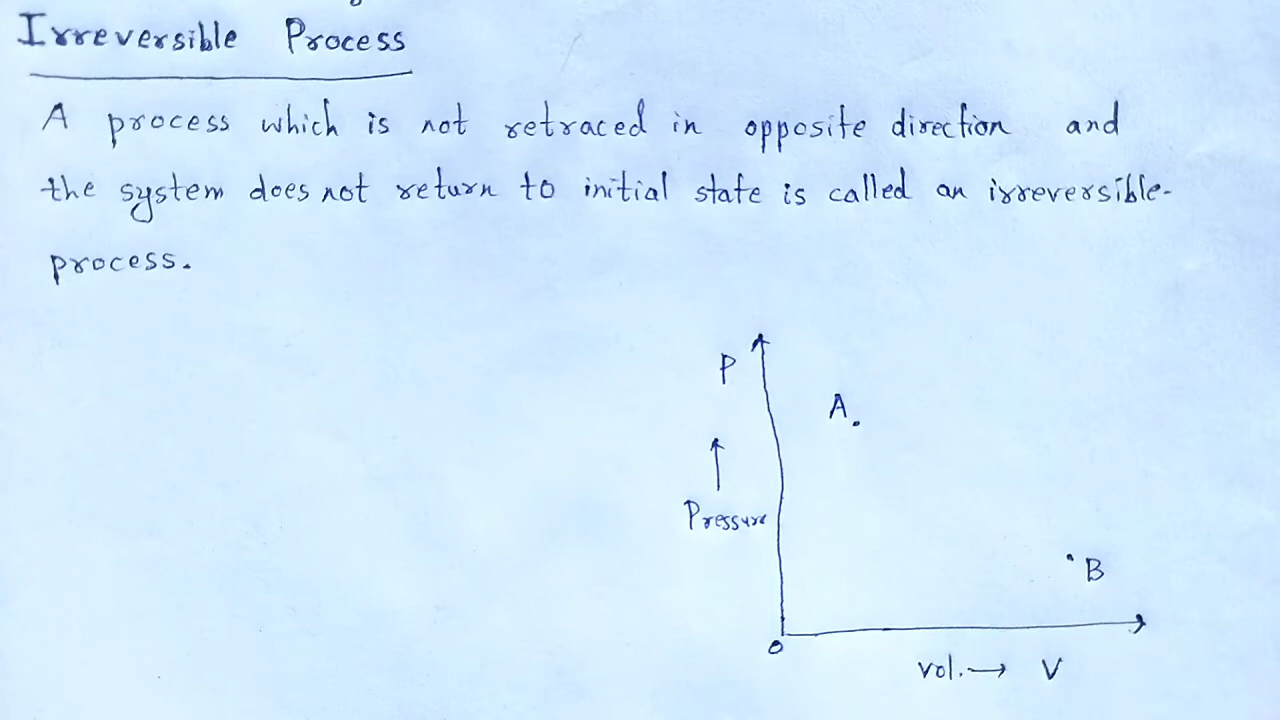 Irreversible Process
A process which is not retraced in opposite direction and
the system does not return to initial state is called an irreversible-
process.
P
A.
Pressure
B
O
vol. → V